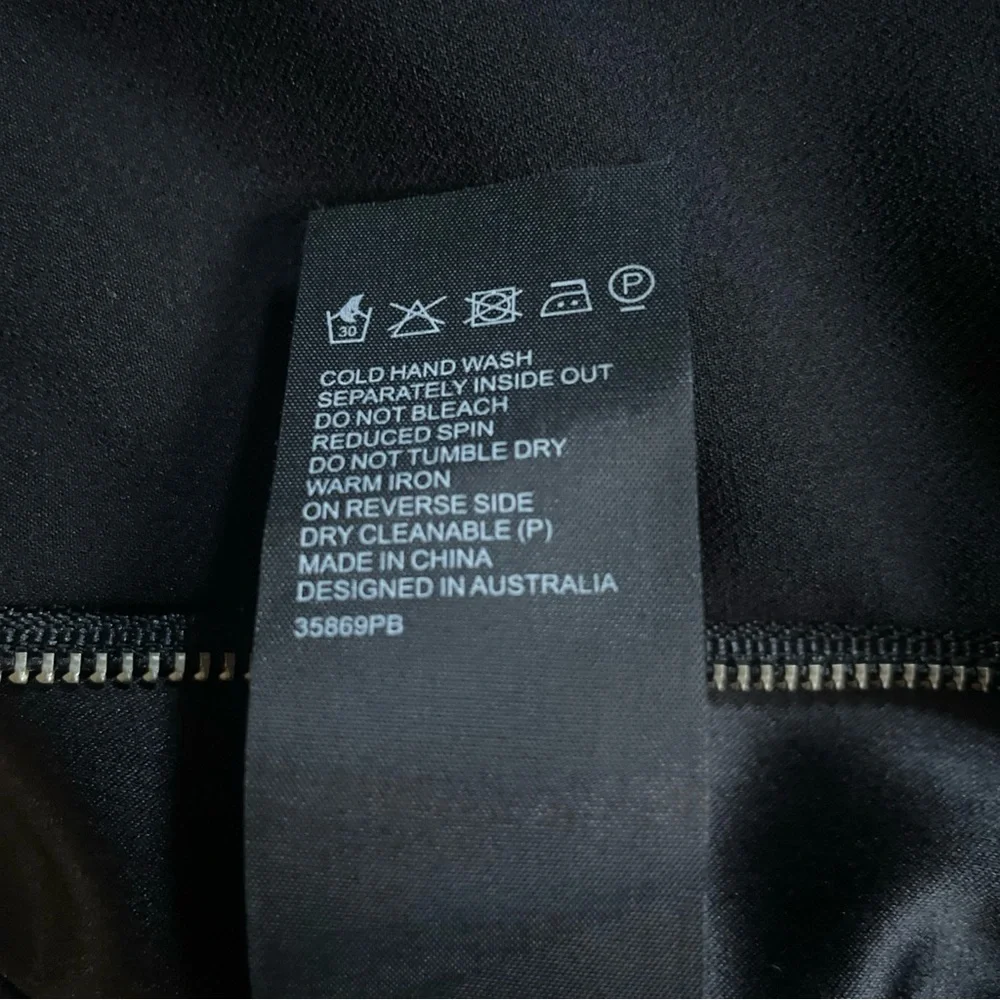 30 P
COLD HAND WASH
SEPARATELY INSIDE OUT
DO NOT BLEACH
REDUCED SPIN
DO NOT TUMBLE DRY
WARM IRON
ON REVERSE SIDE
DRY CLEANABLE (P)
MADE IN CHINA
DESIGNED IN AUSTRALIA
35869PB